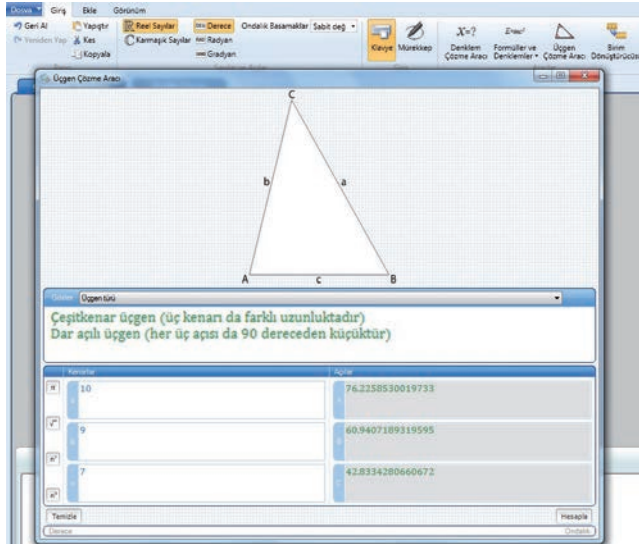 Dosya Giriş Ekle Görünüm
Geri Al Yapıştır Reel Sayılar Derece Ondalık Basamaklar Sabit değ X=? E=mc²
Yeniden Yap Kes Karmaşık Sayılar Radyan Klavye Mürekkep Denklem Formüller ve Üçgen Birim
Kopyala Gradyan Çözme Aracı Denklemler Çözme Aracı Dönüştürücüsü
Üçgen Çözme Aracı
C
b a
A c B
Üçgen türü
Çeşitkenar üçgen (üç kenarı da farklı uzunluktadır)
Dar açılı üçgen (her üç açısı da 90 dereceden küçüktür)
Kenarlar Açılar
10 76.2258530019733
9 60.9407189319595
7 42.8334280660672
Temizle Hesapla
Derece Ondalık